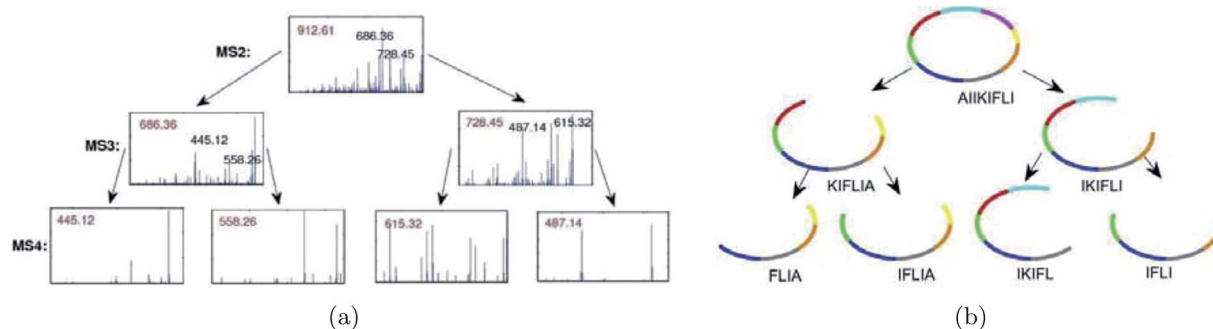 912.61
686.36
728.45
MS2:
686.36
445.12
558.26
MS3:
728.45
487.14
615.32
MS4:
445.12
558.26
615.32
487.14
(a)
AIIKIFLI
KIFLIA
IKIFLI
FLIA
IFLIA
IKIFL
IFLI
(b)